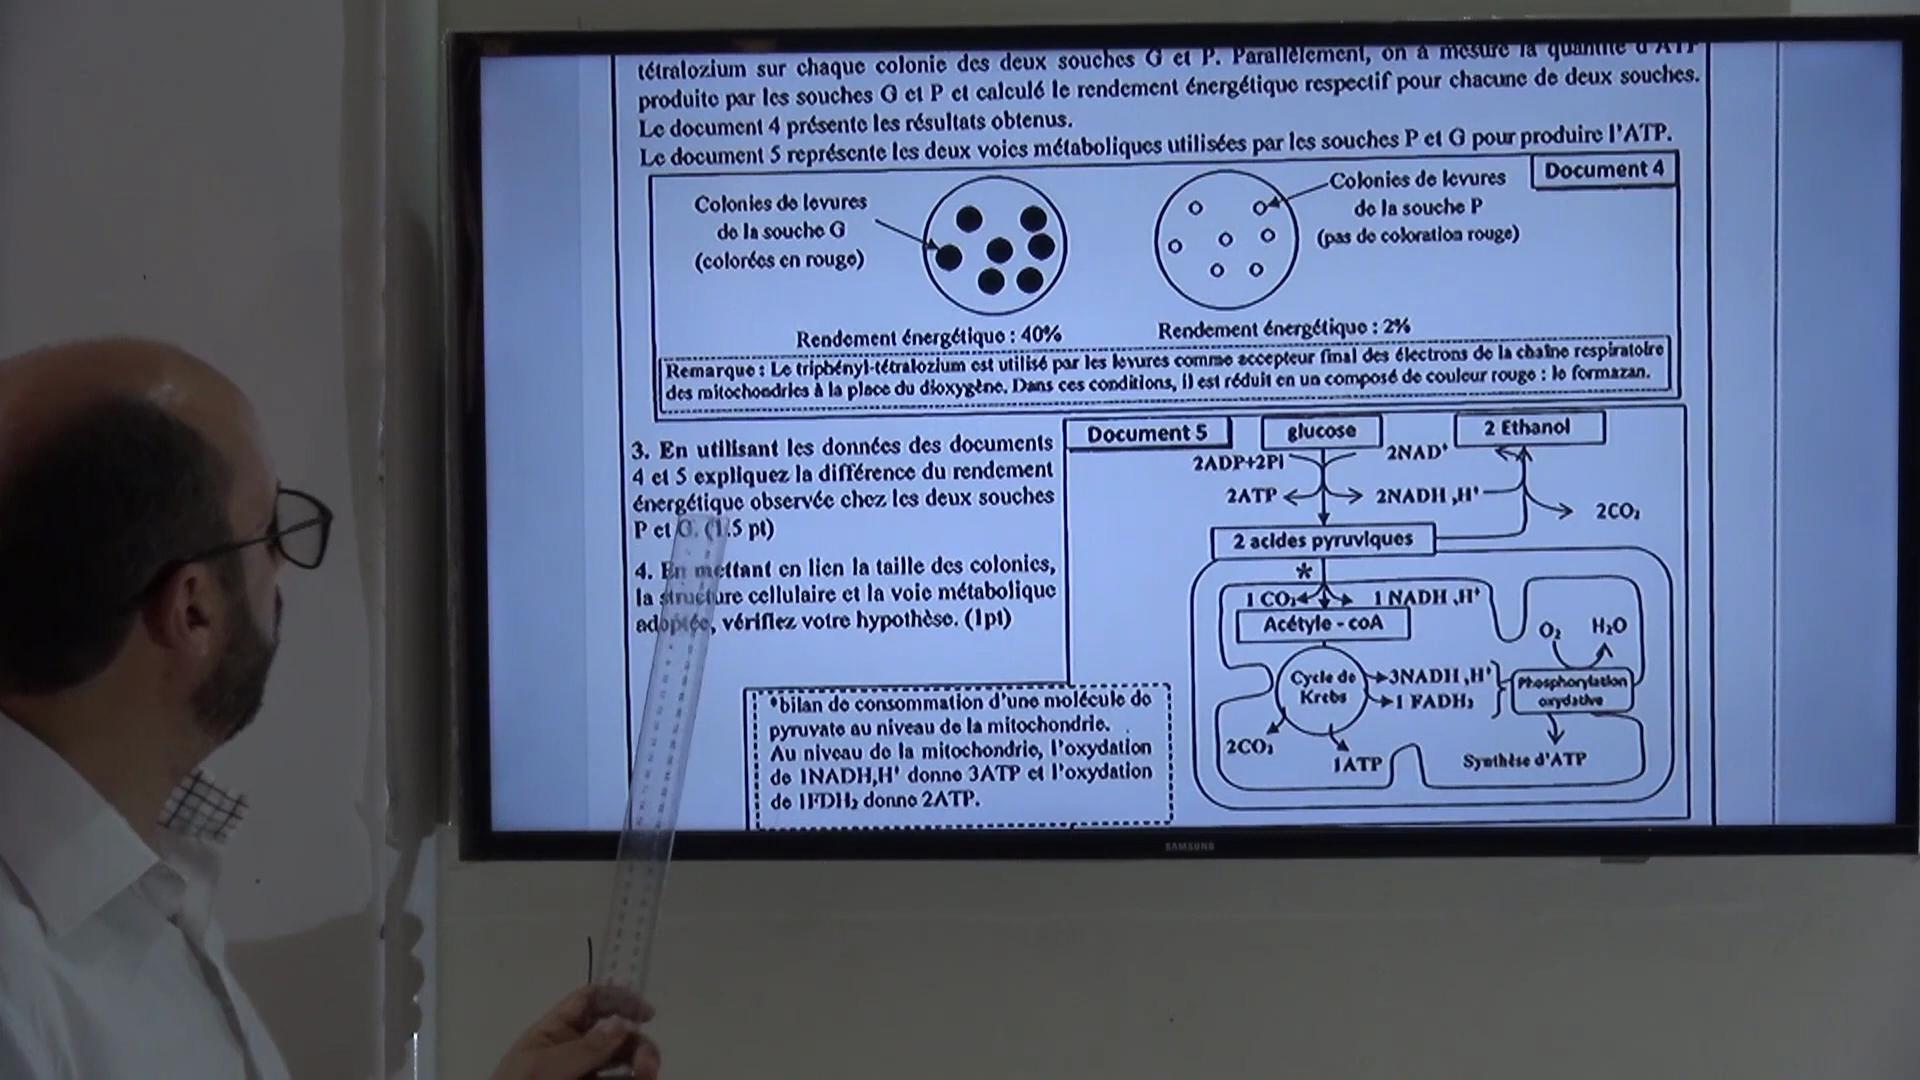 tétralozium sur chaque colonie des deux souches G et P. Parallèlement, on a mesuré la quantité d'ATP
produite par les souches G et P et calculé le rendement énergétique respectif pour chacune de deux souches.
Le document 4 présente les résultats obtenus.
Le document 5 représente les deux voies métaboliques utilisées par les souches P et G pour produire l'ATP.
Document 4
Colonies de levures
de la souche G
(colorées en rouge)
Colonies de levures
de la souche P
(pas de coloration rouge)
Rendement énergétique : 40%
Rendement énergétique : 2%
Remarque : Le triphényl-tétralozium est utilisé par les levures comme accepteur final des électrons de la chaîne respiratoire
des mitochondries à la place du dioxygène. Dans ces conditions, il est réduit en un composé de couleur rouge : le formazan.
3. En utilisant les données des documents
4 et 5 expliquez la différence du rendement
énergétique observée chez les deux souches
P et G. (1.5 pt)
4. En mettant en lien la taille des colonies,
la structure cellulaire et la voie métabolique
adoptée, vérifiez votre hypothèse. (1pt)
*bilan de consommation d'une molécule de
pyruvate au niveau de la mitochondrie.
Au niveau de la mitochondrie, l'oxydation
de 1NADH,H⁺ donne 3ATP et l'oxydation
de 1FDH₂ donne 2ATP.
Document 5
glucose
2 Ethanol
2ADP+2Pi
2NAD⁺
2ATP
2NADH ,H⁺
2CO₂
2 acides pyruviques
*
1 CO₂
1 NADH ,H⁺
Acétyle - coA
O₂
H₂O
Cycle de
Krebs
3NADH ,H⁺
1 FADH₂
Phosphorylation
oxydative
2CO₂
1ATP
Synthèse d'ATP
SAMSUNG